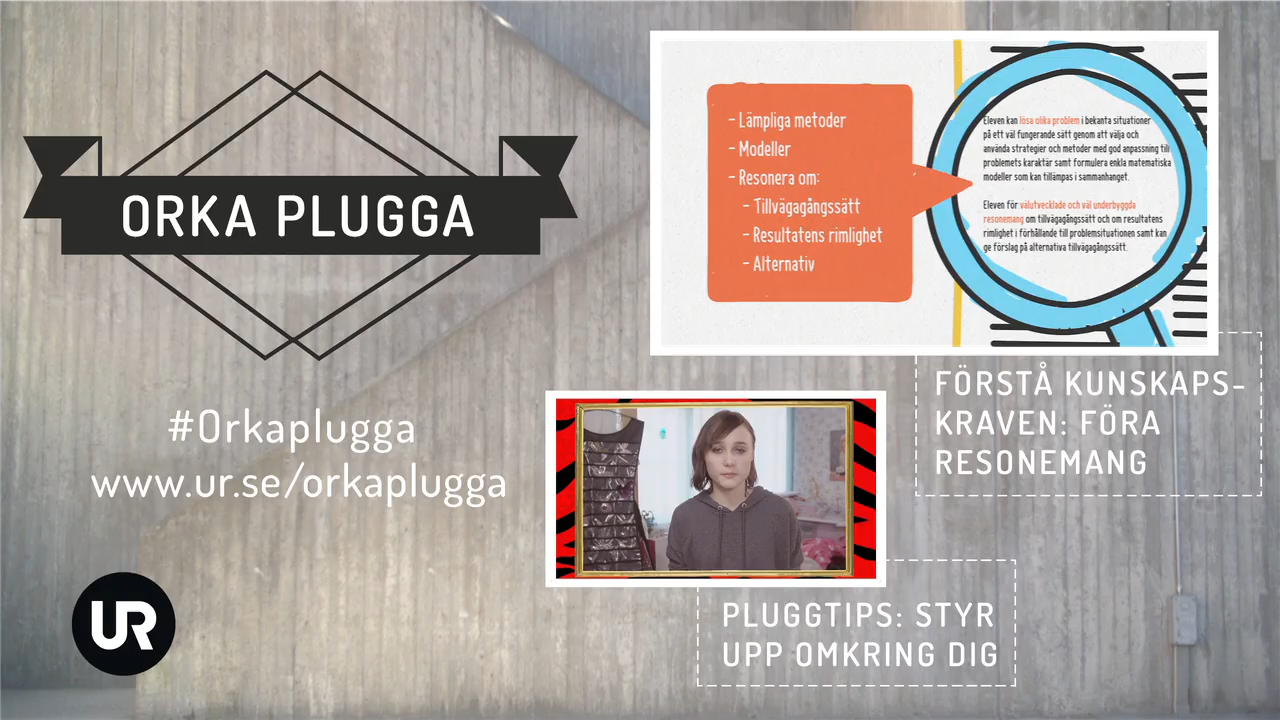 ORKA PLUGGA
#Orkaplugga
www.ur.se/orkaplugga
UR
- Lämpliga metoder
- Modeller
- Resonera om:
- Tillvägagångssätt
- Resultatens rimlighet
- Alternativ
Eleven kan lösa olika problem i bekanta situationer
på ett väl fungerande sätt genom att välja och
använda strategier och metoder med god anpassning till
problemets karaktär samt formulera enkla matematiska
modeller som kan tillämpas i sammanhanget.
Eleven för välutvecklade och väl underbyggda
resonemang om tillvägagångssätt och om resultatens
rimlighet i förhållande till problemsituationen samt kan
ge förslag på alternativa tillvägagångssätt.
FÖRSTÅ KUNSKAPS-
KRAVEN: FÖRA
RESONEMANG
PLUGGTIPS: STYR
UPP OMKRING DIG